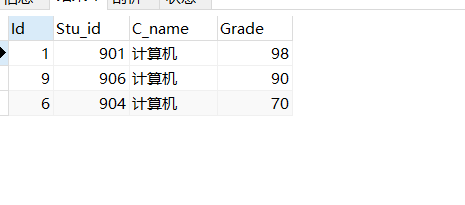 Id Stu_id C_name Grade
1 901 计算机 98
9 906 计算机 90
6 904 计算机 70